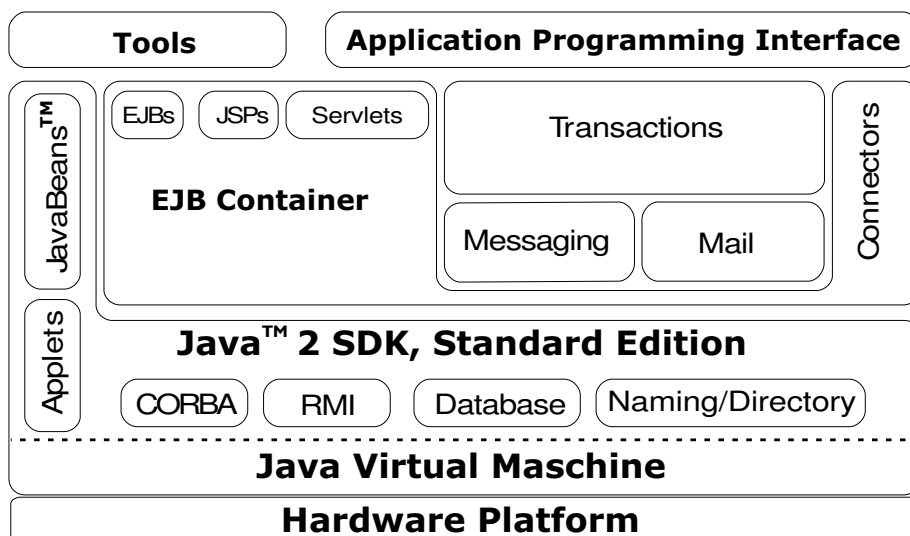 Tools
Application Programming Interface
JavaBeans™
EJBs
JSPs
Servlets
EJB Container
Transactions
Messaging
Mail
Connectors
Applets
Java™ 2 SDK, Standard Edition
CORBA
RMI
Database
Naming/Directory
Java Virtual Maschine
Hardware Platform